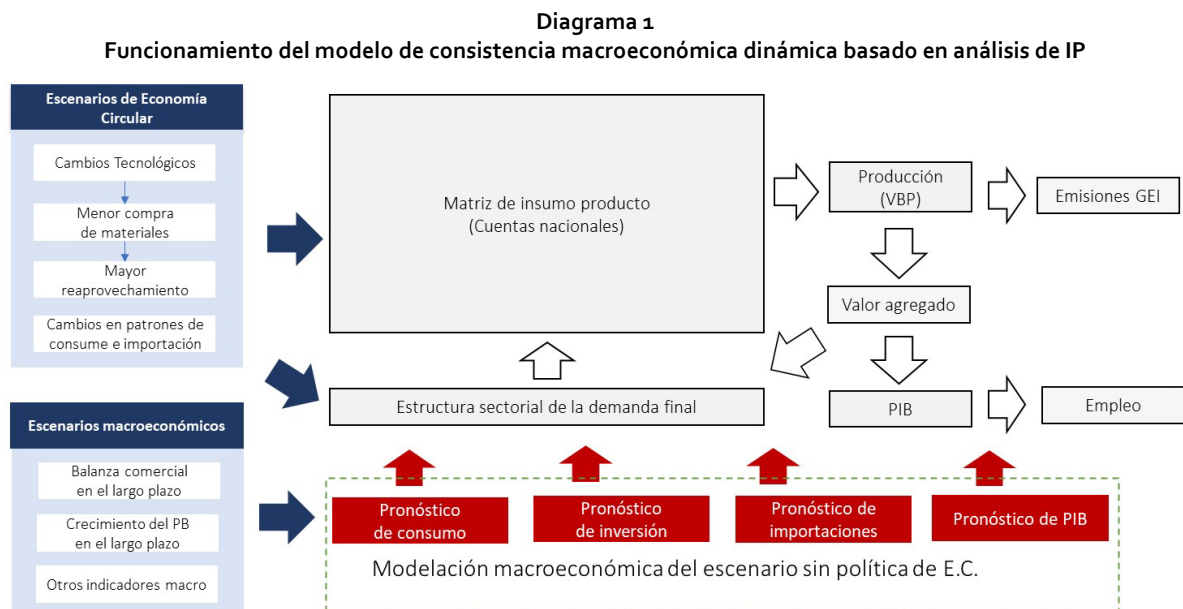 Diagrama 1
Funcionamiento del modelo de consistencia macroeconómica dinámica basado en análisis de IP
Escenarios de Economía
Circular
Cambios Tecnológicos
Menor compra
de materiales
Mayor
reaprovechamiento
Cambios en patrones de
consume e importación
Matriz de insumo producto
(Cuentas nacionales)
Producción
(VBP)
Emisiones GEI
Valor agregado
Estructura sectorial de la demanda final
PIB
Empleo
Escenarios macroeconómicos
Balanza comercial
en el largo plazo
Crecimiento del PB
en el largo plazo
Otros indicadores macro
Pronóstico
de consumo
Pronóstico
de inversión
Pronóstico de
importaciones
Pronóstico de PIB
Modelación macroeconómica del escenario sin política de E.C.